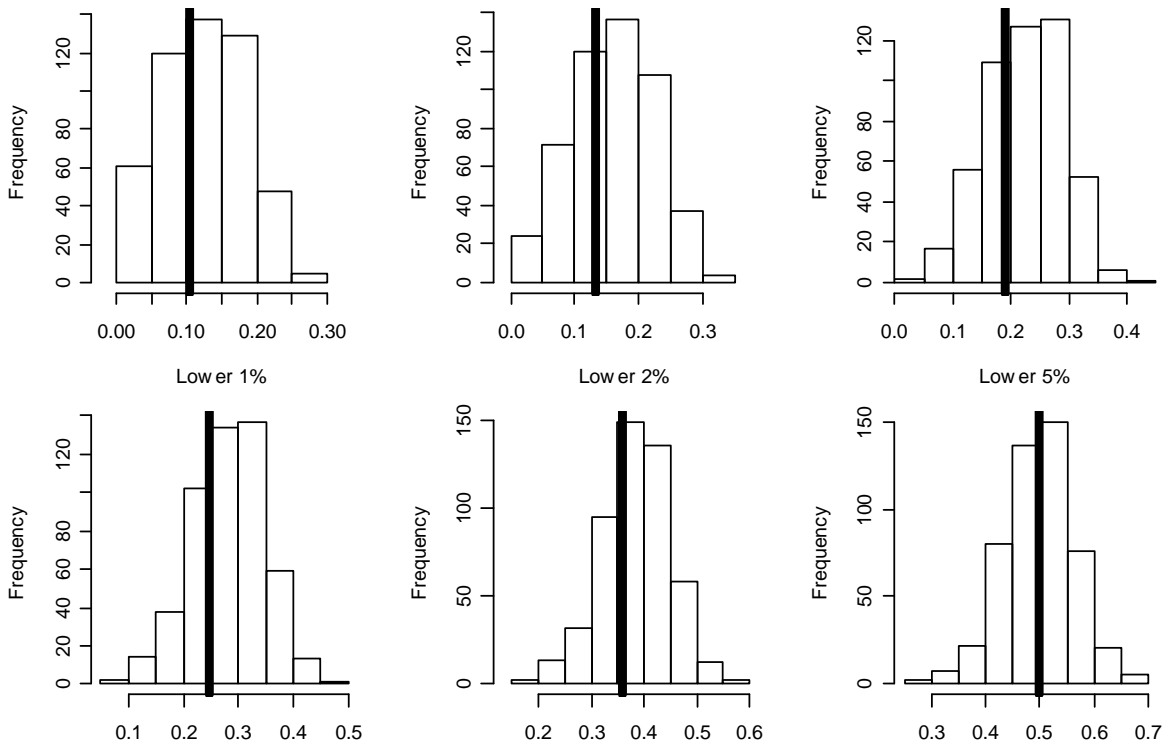 Frequency
0 20 40 60 80 120
0.00 0.10 0.20 0.30
Lower 1%
Frequency
0 20 40 60 80 120
0.0 0.1 0.2 0.3
Lower 2%
Frequency
0 20 40 60 80 120
0.0 0.1 0.2 0.3 0.4
Lower 5%
Frequency
0 20 40 60 80 120
0.1 0.2 0.3 0.4 0.5
Frequency
0 50 100 150
0.2 0.3 0.4 0.5 0.6
Frequency
0 50 100 150
0.3 0.4 0.5 0.6 0.7